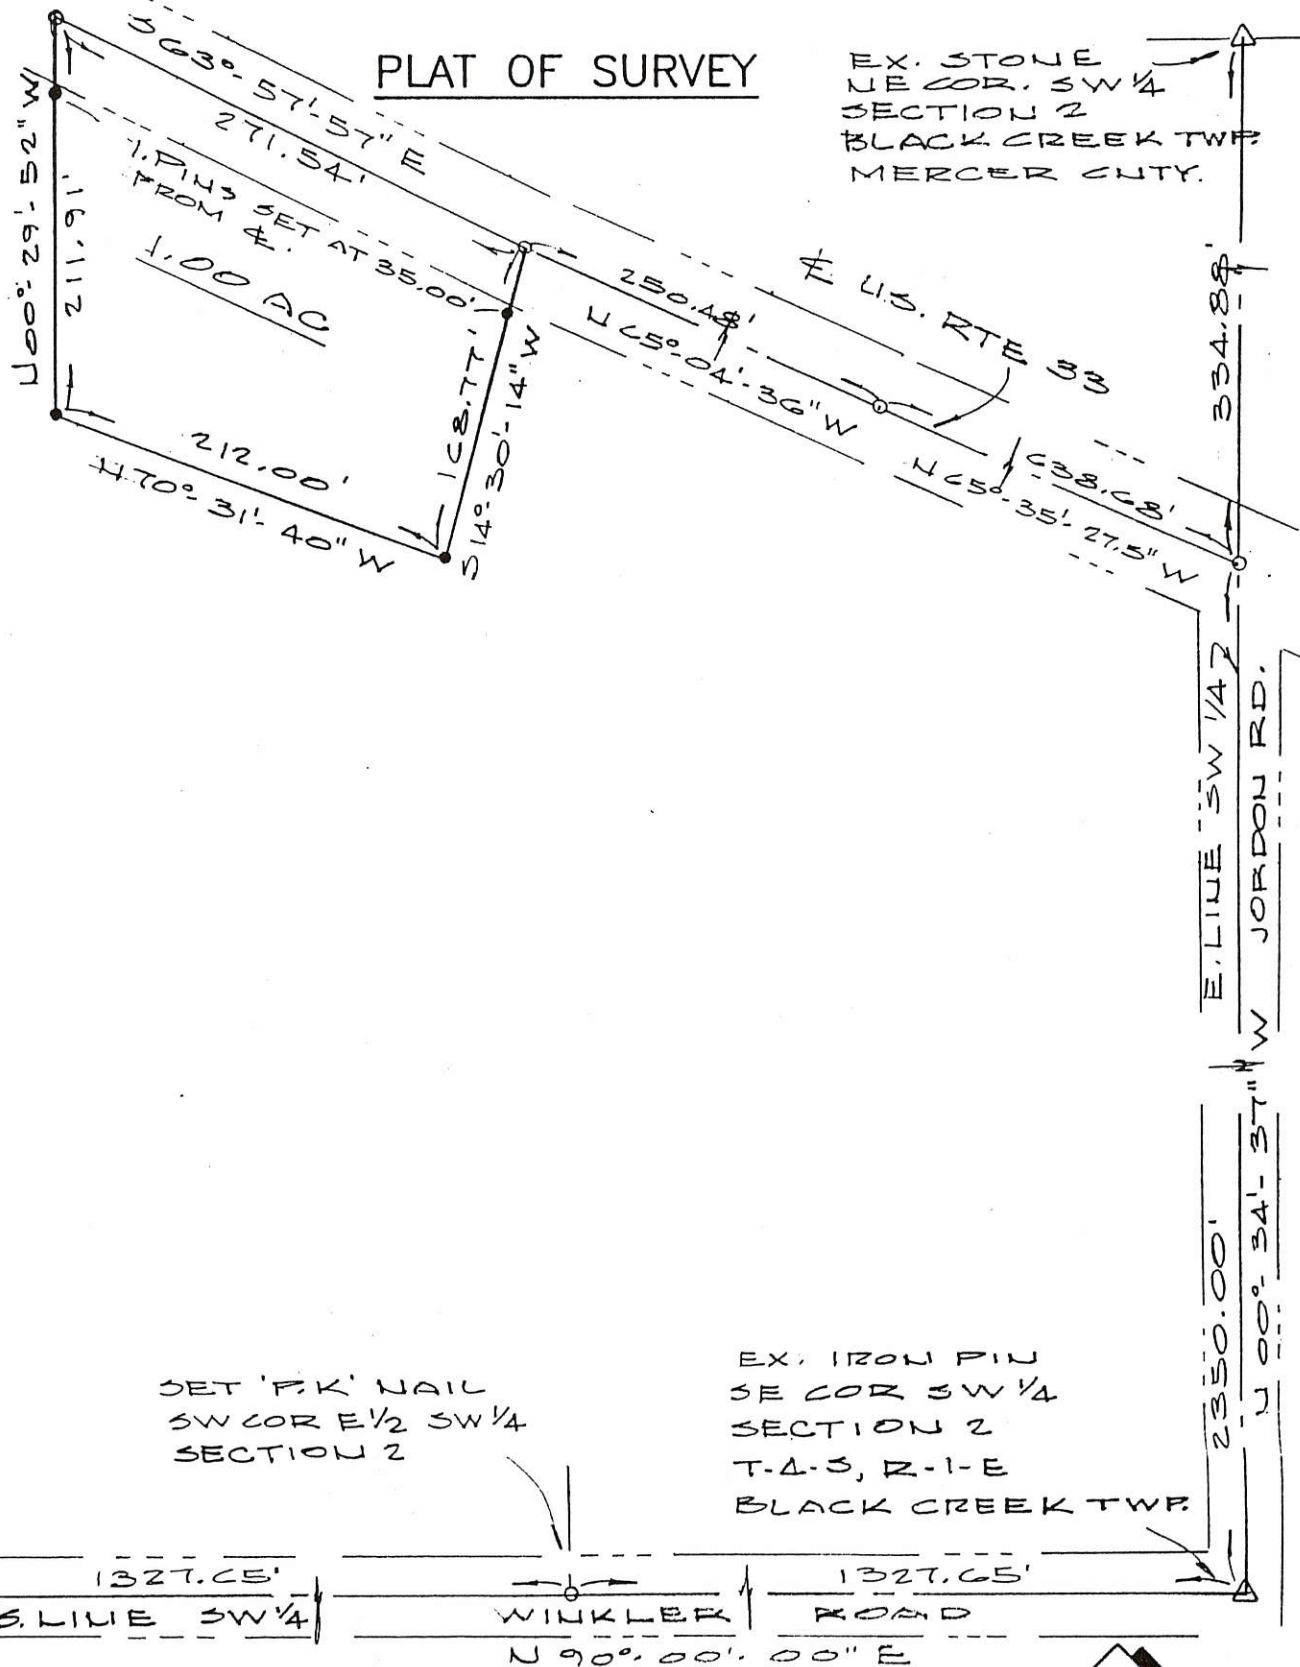 PLAT OF SURVEY
EX. STONE
NE COR. SW 1/4
SECTION 2
BLACK CREEK TWP.
MERCER CNTY.
S 63°-57'-57" E
271.54'
I.PINS SET AT 35.00'
FROM ℄.
1.00 AC
N 00°-29'-52" W
211.91'
212.00'
N 70°-31'-40" W
168.77'
S 14°-30'-14" W
250.48'
N 65°-04'-36" W
℄ U.S. RTE 33
638.68'
N 65°-35'-27.5" W
334.88'
E. LINE SW 1/4
JORDON RD.
2350.00'
N 00°-34'-37" W
SET 'P.K' NAIL
SW COR E 1/2 SW 1/4
SECTION 2
EX. IRON PIN
SE COR SW 1/4
SECTION 2
T-4-S, R-1-E
BLACK CREEK TWP.
1327.65'
1327.65'
S. LINE SW 1/4
WINKLER ROAD
N 90°-00'-00" E